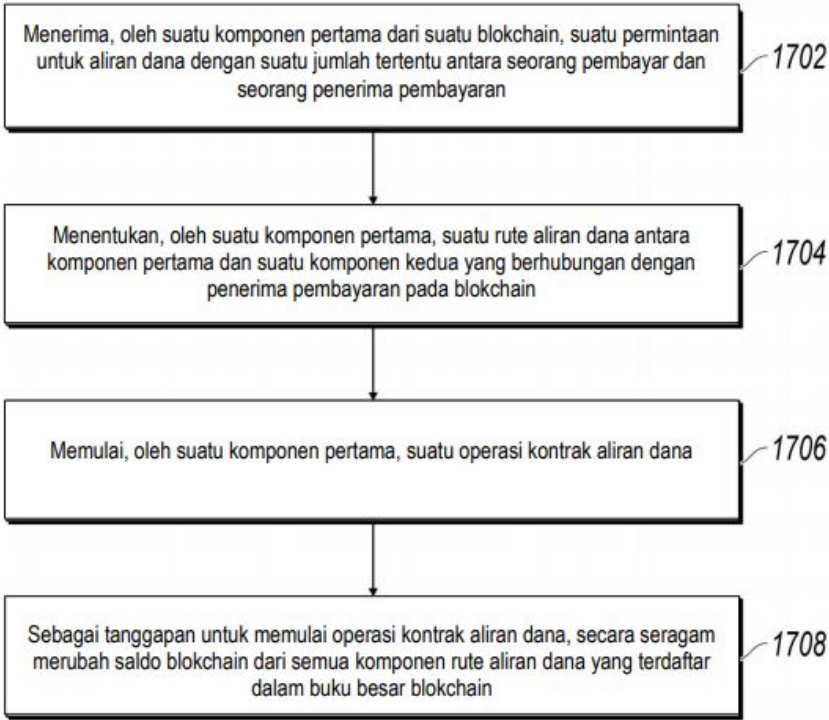 Menerima, oleh suatu komponen pertama dari suatu blokchain, suatu permintaan
untuk aliran dana dengan suatu jumlah tertentu antara seorang pembayar dan
seorang penerima pembayaran
1702
Menentukan, oleh suatu komponen pertama, suatu rute aliran dana antara
komponen pertama dan suatu komponen kedua yang berhubungan dengan
penerima pembayaran pada blokchain
1704
Memulai, oleh suatu komponen pertama, suatu operasi kontrak aliran dana
1706
Sebagai tanggapan untuk memulai operasi kontrak aliran dana, secara seragam
merubah saldo blokchain dari semua komponen rute aliran dana yang terdaftar
dalam buku besar blokchain
1708